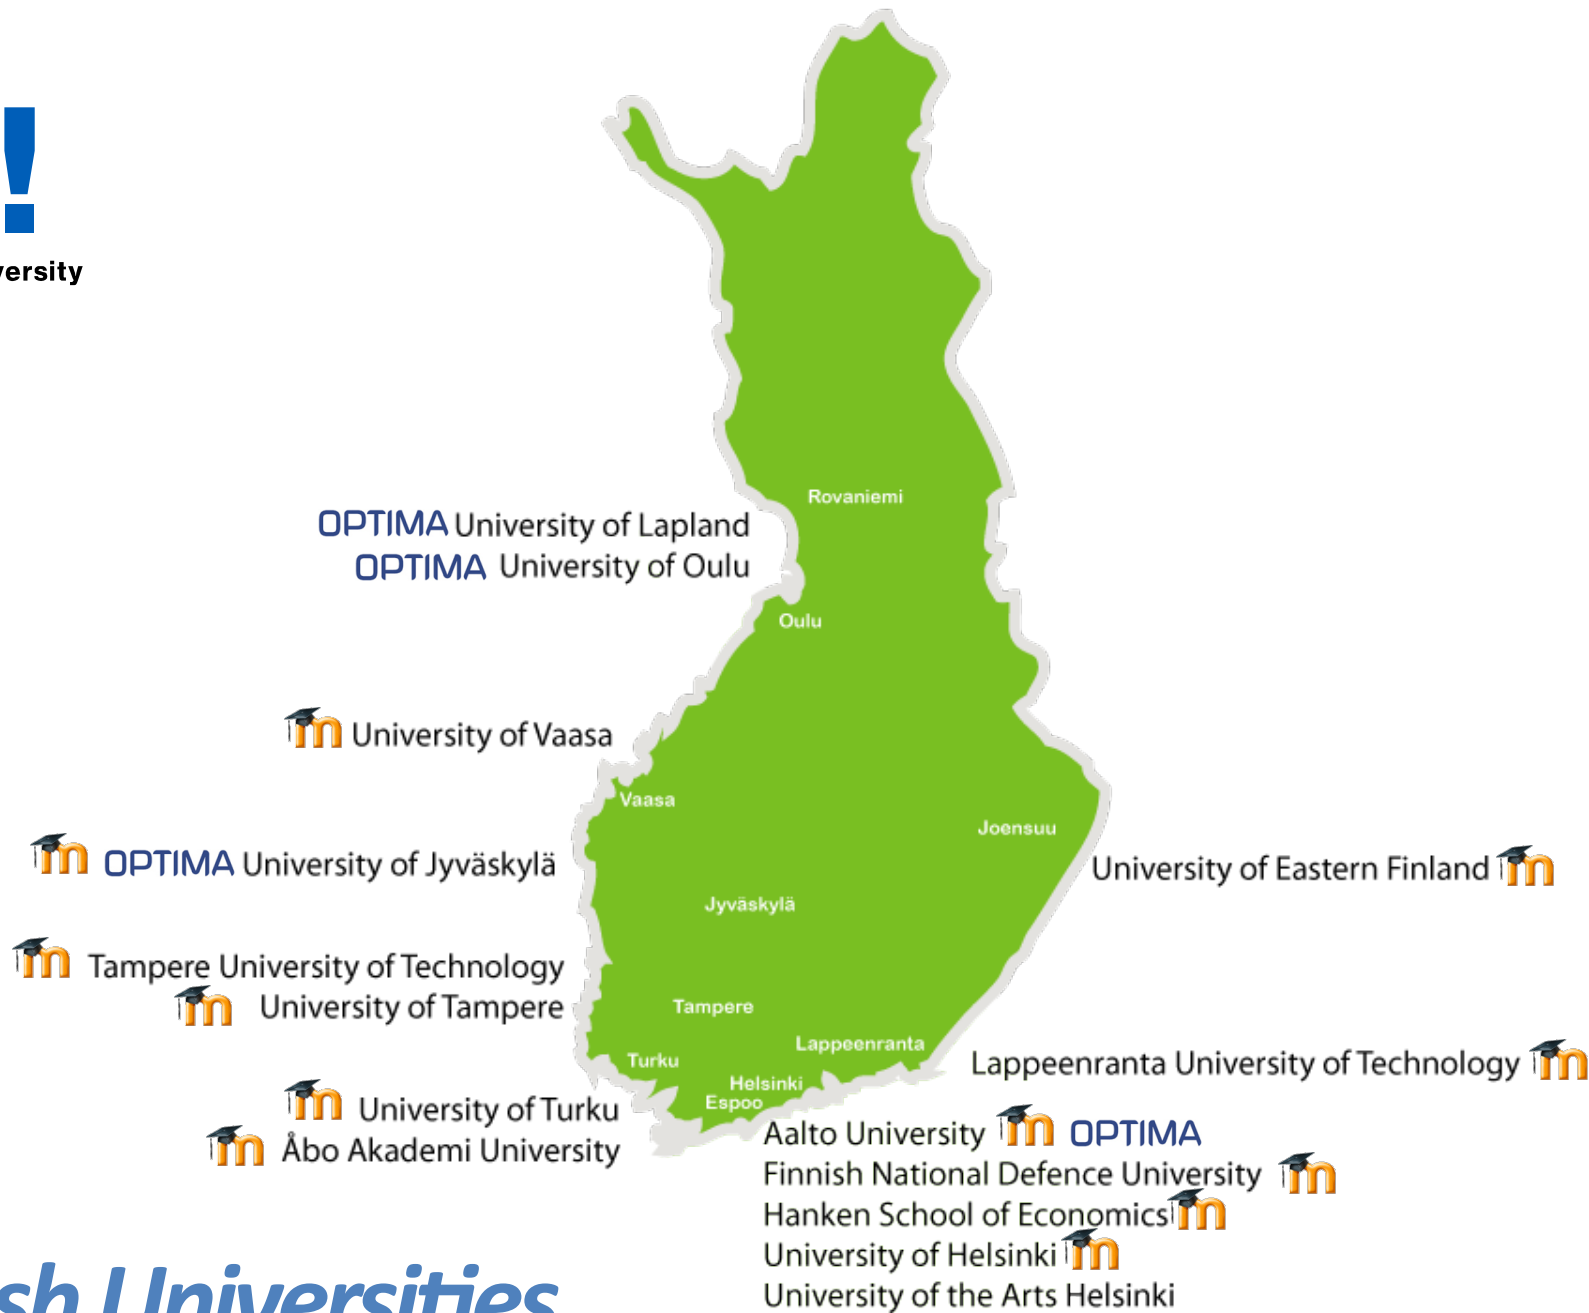 !
versity
Rovaniemi
OPTIMA University of Lapland
OPTIMA University of Oulu
Oulu
m University of Vaasa
Vaasa
Joensuu
m OPTIMA University of Jyväskylä
University of Eastern Finland m
Jyväskylä
m Tampere University of Technology
m University of Tampere
Tampere
Lappeenranta
Turku
Lappeenranta University of Technology m
Helsinki
Espoo
m University of Turku
m Åbo Akademi University
Aalto University m OPTIMA
Finnish National Defence University m
Hanken School of Economics m
University of Helsinki m
University of the Arts Helsinki
sh Universities